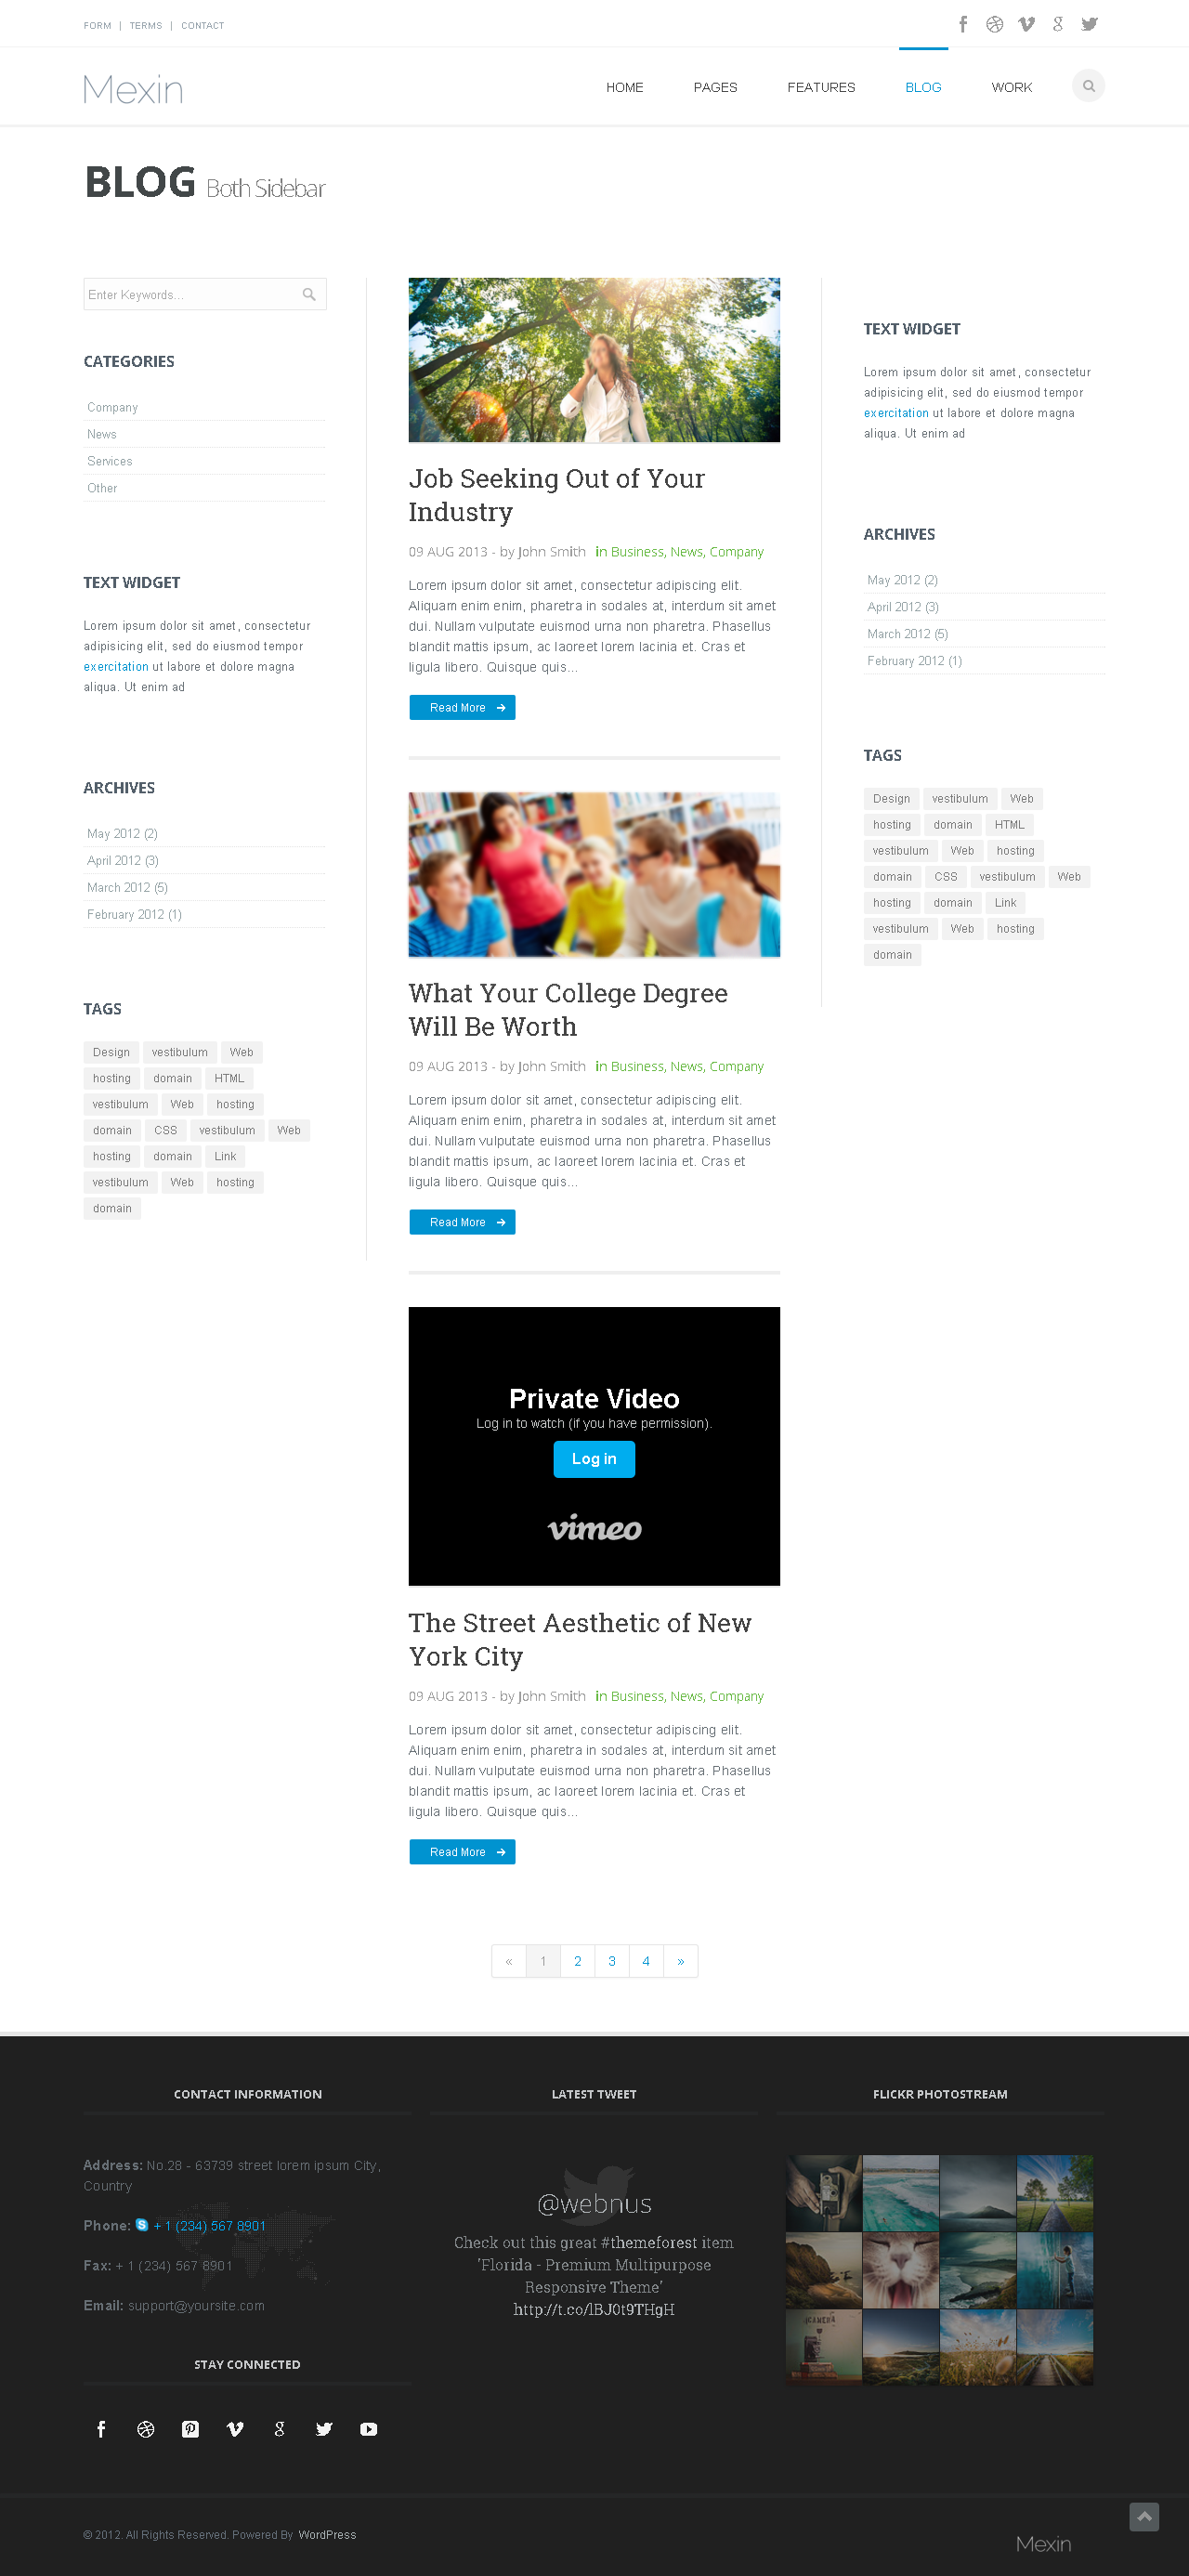 FORM | TERMS | CONTACT
Mexin
HOME PAGES FEATURES BLOG WORK
BLOG Both Sidebar
Enter Keywords...
CATEGORIES
Company
News
Services
Other
TEXT WIDGET
Lorem ipsum dolor sit amet, consectetur
adipisicing elit, sed do eiusmod tempor
exercitation ut labore et dolore magna
aliqua. Ut enim ad
ARCHIVES
May 2012 (2)
April 2012 (3)
March 2012 (5)
February 2012 (1)
TAGS
Design vestibulum Web
hosting domain HTML
vestibulum Web hosting
domain CSS vestibulum Web
hosting domain Link
vestibulum Web hosting
domain
Job Seeking Out of Your
Industry
09 AUG 2013 - by John Smith in Business, News, Company
Lorem ipsum dolor sit amet, consectetur adipiscing elit.
Aliquam enim enim, pharetra in sodales at, interdum sit amet
dui. Nullam vulputate euismod urna non pharetra. Phasellus
blandit mattis ipsum, ac laoreet lorem lacinia et. Cras et
ligula libero. Quisque quis...
Read More
What Your College Degree
Will Be Worth
09 AUG 2013 - by John Smith in Business, News, Company
Lorem ipsum dolor sit amet, consectetur adipiscing elit.
Aliquam enim enim, pharetra in sodales at, interdum sit amet
dui. Nullam vulputate euismod urna non pharetra. Phasellus
blandit mattis ipsum, ac laoreet lorem lacinia et. Cras et
ligula libero. Quisque quis...
Read More
Private Video
Log in to watch (if you have permission).
Log in
vimeo
The Street Aesthetic of New
York City
09 AUG 2013 - by John Smith in Business, News, Company
Lorem ipsum dolor sit amet, consectetur adipiscing elit.
Aliquam enim enim, pharetra in sodales at, interdum sit amet
dui. Nullam vulputate euismod urna non pharetra. Phasellus
blandit mattis ipsum, ac laoreet lorem lacinia et. Cras et
ligula libero. Quisque quis...
Read More
« 1 2 3 4 »
TEXT WIDGET
Lorem ipsum dolor sit amet, consectetur
adipisicing elit, sed do eiusmod tempor
exercitation ut labore et dolore magna
aliqua. Ut enim ad
ARCHIVES
May 2012 (2)
April 2012 (3)
March 2012 (5)
February 2012 (1)
TAGS
Design vestibulum Web
hosting domain HTML
vestibulum Web hosting
domain CSS vestibulum Web
hosting domain Link
vestibulum Web hosting
domain
CONTACT INFORMATION
Address: No.28 - 63739 street lorem ipsum City,
Country
Phone: + 1 (234) 567 8901
Fax: + 1 (234) 567 8901
Email: support@yoursite.com
STAY CONNECTED
LATEST TWEET
@webnus
Check out this great #themeforest item
'Florida - Premium Multipurpose
Responsive Theme'
http://t.co/lBJ0t9THgH
FLICKR PHOTOSTREAM
CAMERA
© 2012. All Rights Reserved. Powered By WordPress
Mexin